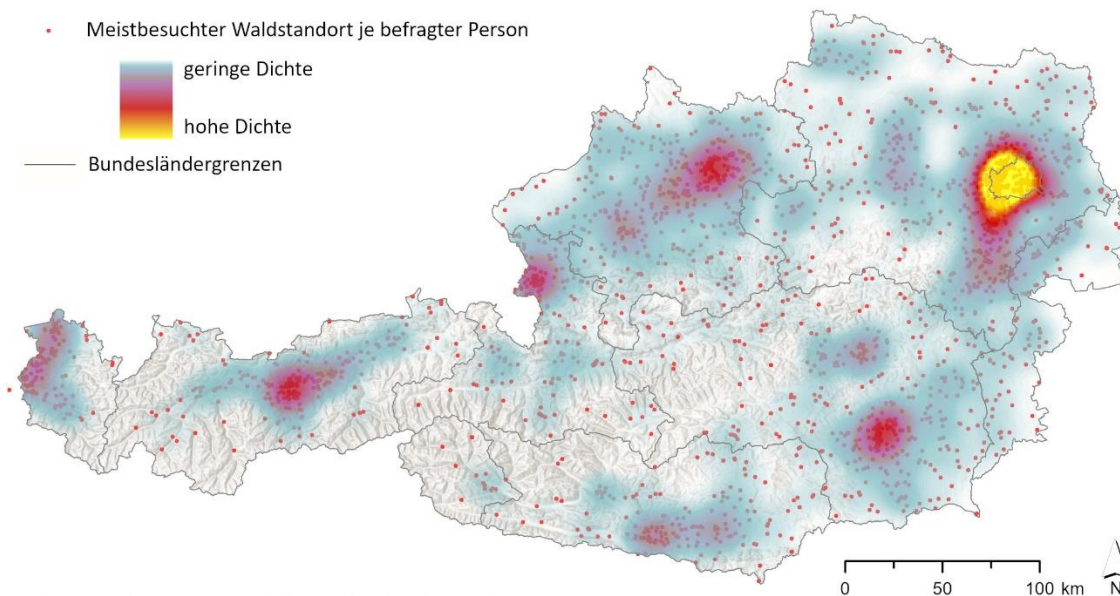 Meistbesuchter Waldstandort je befragter Person
geringe Dichte
hohe Dichte
Bundesländergrenzen
0 50 100 km
N